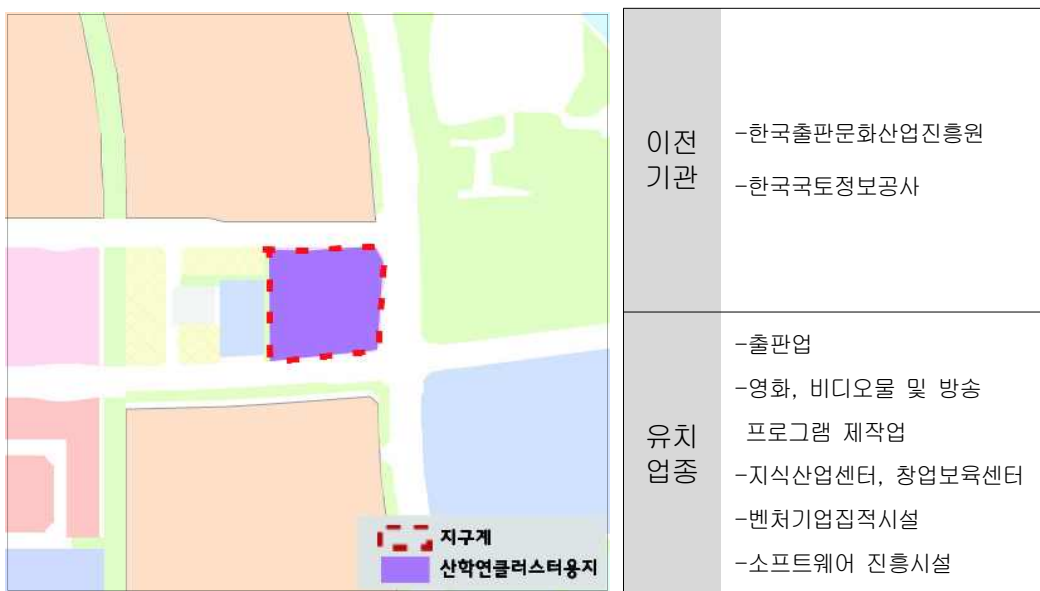 지구계
산학연클러스터용지
이전
기관
-한국출판문화산업진흥원
-한국국토정보공사
유치
업종
-출판업
-영화, 비디오물 및 방송
프로그램 제작업
-지식산업센터, 창업보육센터
-벤처기업집적시설
-소프트웨어 진흥시설